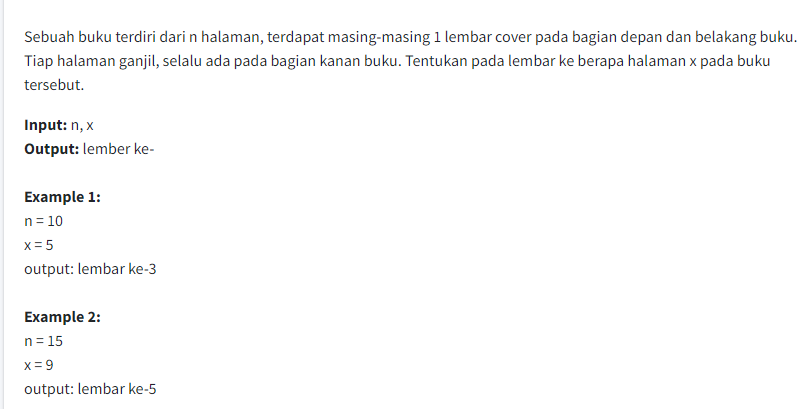 Sebuah buku terdiri dari n halaman, terdapat masing-masing 1 lembar cover pada bagian depan dan belakang buku.
Tiap halaman ganjil, selalu ada pada bagian kanan buku. Tentukan pada lembar ke berapa halaman x pada buku
tersebut.
Input: n, x
Output: lember ke-
Example 1:
n = 10
x = 5
output: lembar ke-3
Example 2:
n = 15
x = 9
output: lembar ke-5